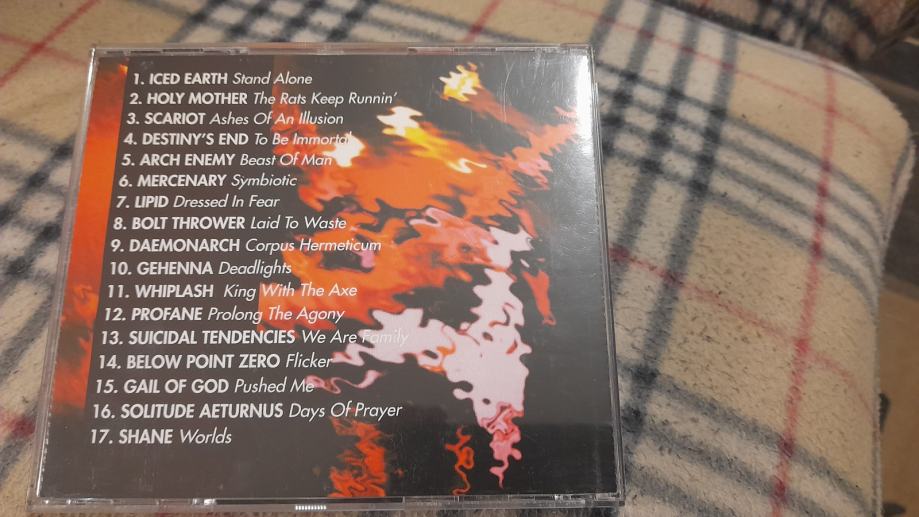 1. ICED EARTH Stand Alone
2. HOLY MOTHER The Rats Keep Runnin'
3. SCARIOT Ashes Of An Illusion
4. DESTINY'S END To Be Immortal
5. ARCH ENEMY Beast Of Man
6. MERCENARY Symbiotic
7. LIPID Dressed In Fear
8. BOLT THROWER Laid To Waste
9. DAEMONARCH Corpus Hermeticum
10. GEHENNA Deadlights
11. WHIPLASH King With The Axe
12. PROFANE Prolong The Agony
13. SUICIDAL TENDENCIES We Are Family
14. BELOW POINT ZERO Flicker
15. GAIL OF GOD Pushed Me
16. SOLITUDE AETURNUS Days Of Prayer
17. SHANE Worlds